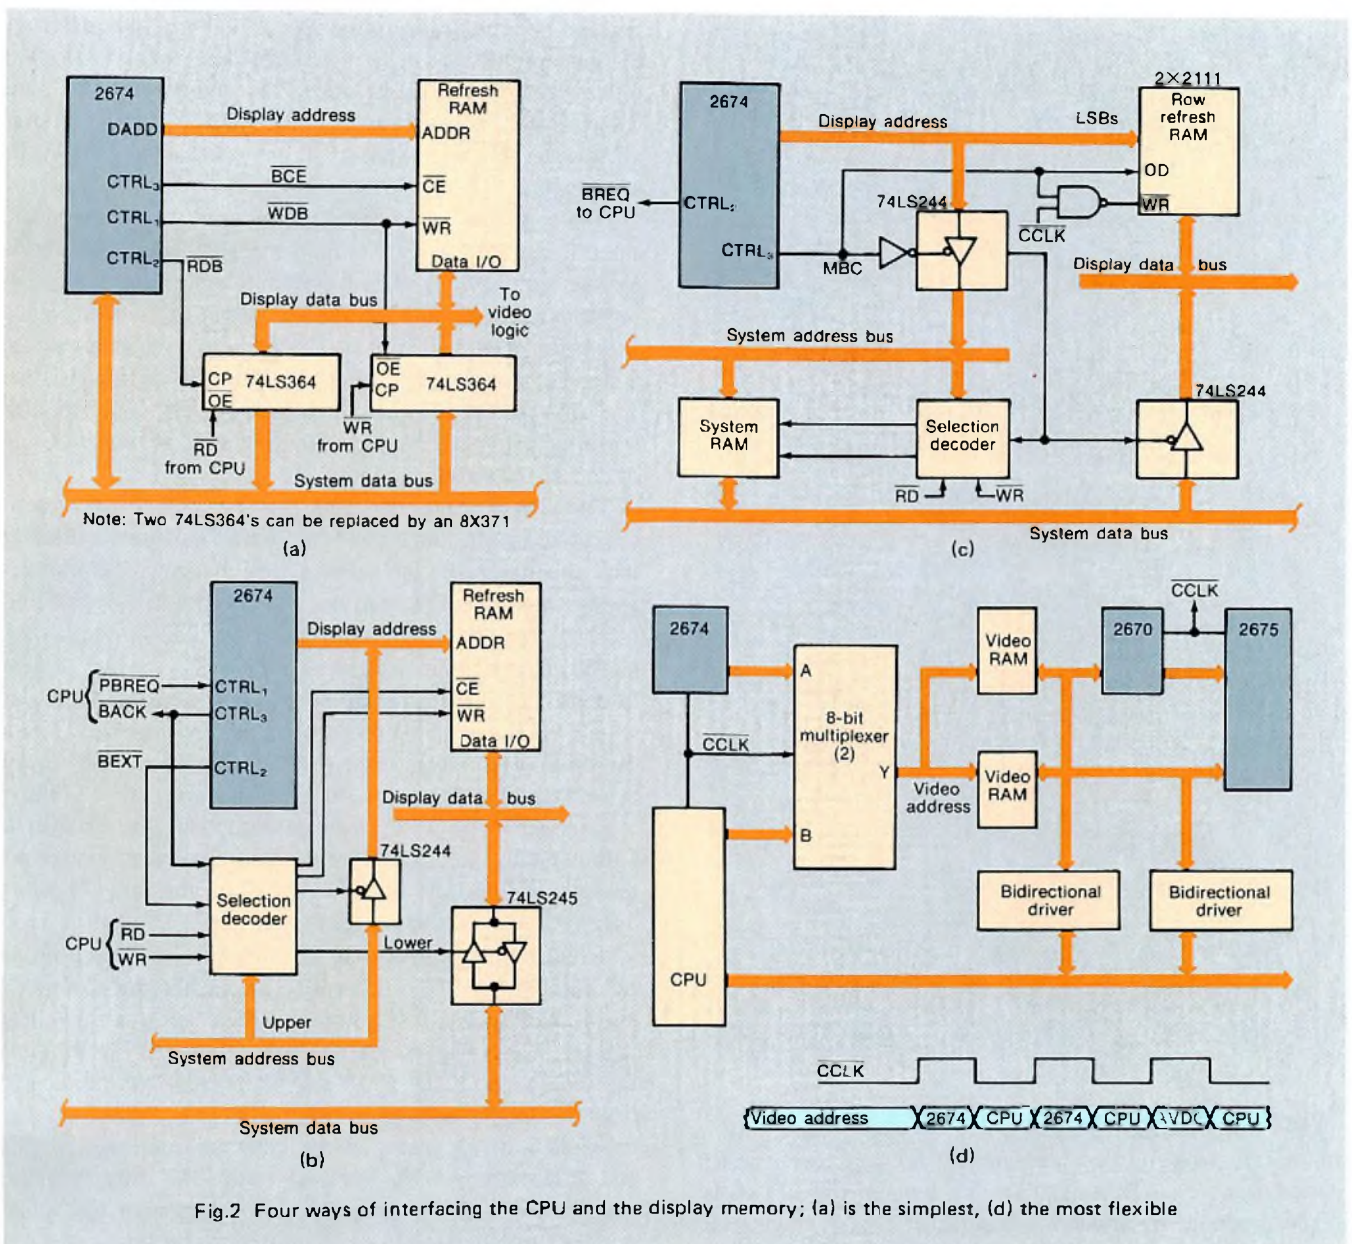 2674
DADD
CTRL₃
CTRL₁
CTRL₂
Display address
BCE
WDB
RDB
Refresh
RAM
ADDR
CE
WR
Data I/O
Display data bus
To
video
logic
CP 74LS364
OE
OE
CP 74LS364
RD
from CPU
WR
from CPU
System data bus
Note: Two 74LS364's can be replaced by an 8X371
(a)
2674
CTRL₂
CTRL₃
BREQ
to CPU
Display address
LSBs
2×2111
Row
refresh
RAM
OD
WR
CCLK
74LS244
MBC
Display data bus
System address bus
74LS244
System
RAM
Selection
decoder
RD
WR
System data bus
(c)
2674
CTRL₁
CTRL₃
CTRL₂
CPU
PBREQ
BACK
BEXT
Display address
Refresh
RAM
ADDR
CE
WR
Data I/O
Display data bus
74LS244
74LS245
Selection
decoder
CPU
RD
WR
Lower
Upper
System address bus
System data bus
(b)
2674
A
8-bit
multiplexer
(2)
Y
B
CCLK
Video
address
Video
RAM
Video
RAM
CCLK
2670
2675
Bidirectional
driver
Bidirectional
driver
CPU
CCLK
Video address 2674 CPU 2674 CPU AVDC CPU
(d)
Fig.2 Four ways of interfacing the CPU and the display memory; (a) is the simplest, (d) the most flexible